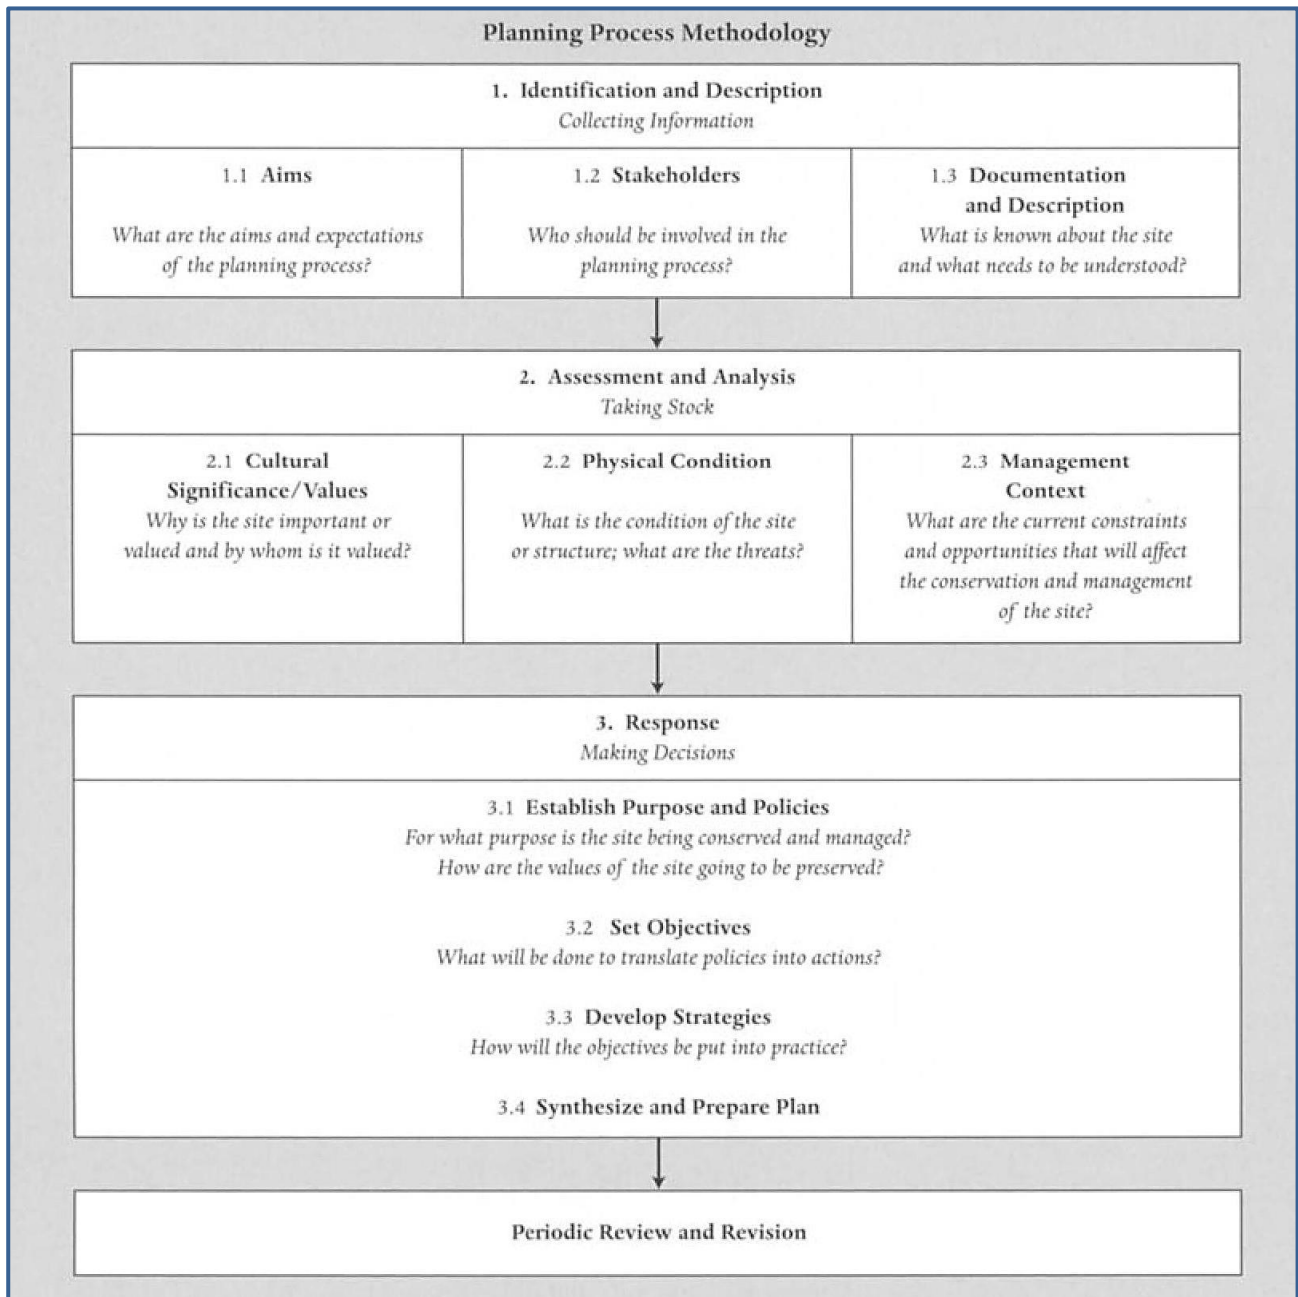 Planning Process Methodology
1. Identification and Description
Collecting Information
1.1 Aims
What are the aims and expectations
of the planning process?
1.2 Stakeholders
Who should be involved in the
planning process?
1.3 Documentation
and Description
What is known about the site
and what needs to be understood?
2. Assessment and Analysis
Taking Stock
2.1 Cultural
Significance/Values
Why is the site important or
valued and by whom is it valued?
2.2 Physical Condition
What is the condition of the site
or structure; what are the threats?
2.3 Management
Context
What are the current constraints
and opportunities that will affect
the conservation and management
of the site?
3. Response
Making Decisions
3.1 Establish Purpose and Policies
For what purpose is the site being conserved and managed?
How are the values of the site going to be preserved?
3.2 Set Objectives
What will be done to translate policies into actions?
3.3 Develop Strategies
How will the objectives be put into practice?
3.4 Synthesize and Prepare Plan
Periodic Review and Revision